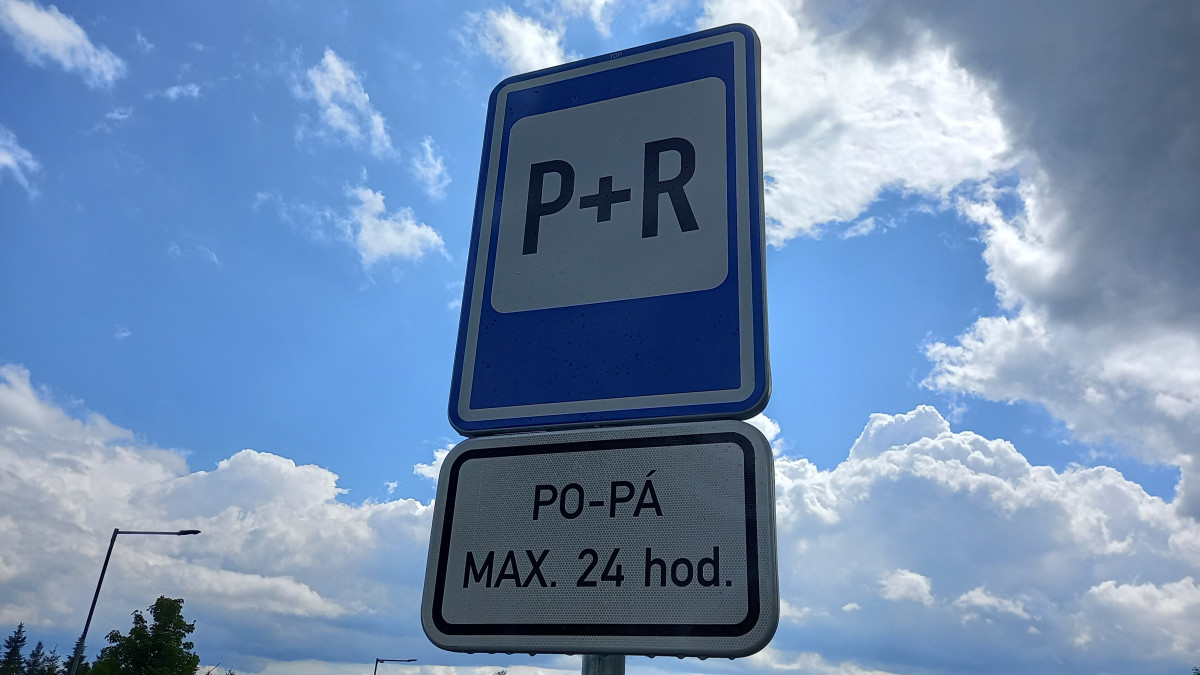 P+R
PO-PÁ
MAX. 24 hod.